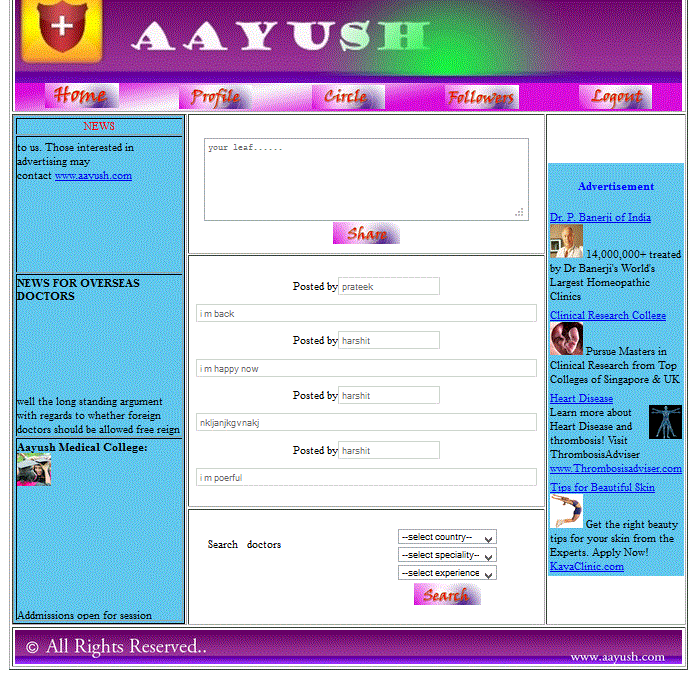 AAYUSH
Home
Profile
Circle
Followers
Logout
NEWS
to us. Those interested in
advertising may
contact www.aayush.com
NEWS FOR OVERSEAS
DOCTORS
well the long standing argument
with regards to whether foreign
doctors should be allowed free reign
Aayush Medical College:
Addmissions open for session
your leaf......
Share
Posted by prateek
i m back
Posted by harshit
i m happy now
Posted by harshit
nkljanjkgvnakj
Posted by harshit
i m poerful
Search doctors
--select country--
--select speciality--
--select experience
Search
Advertisement
Dr. P. Banerji of India
14,000,000+ treated
by Dr Banerji's World's
Largest Homeopathic
Clinics
Clinical Research College
Pursue Masters in
Clinical Research from Top
Colleges of Singapore & UK
Heart Disease
Learn more about
Heart Disease and
thrombosis! Visit
ThrombosisAdviser
www.Thrombosisadviser.com
Tips for Beautiful Skin
Get the right beauty
tips for your skin from the
Experts. Apply Now!
KavaClinic.com
© All Rights Reserved..
www.aayush.com